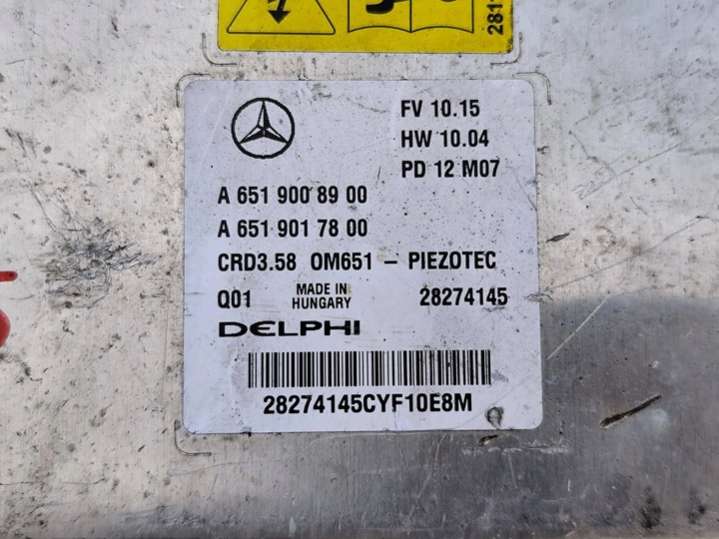 281
FV 10.15
HW 10.04
PD 12 M07
A 651 900 89 00
A 651 901 78 00
CRD3.58 OM651 - PIEZOTEC
Q01 MADE IN HUNGARY 28274145
DELPHI
28274145CYF10E8M